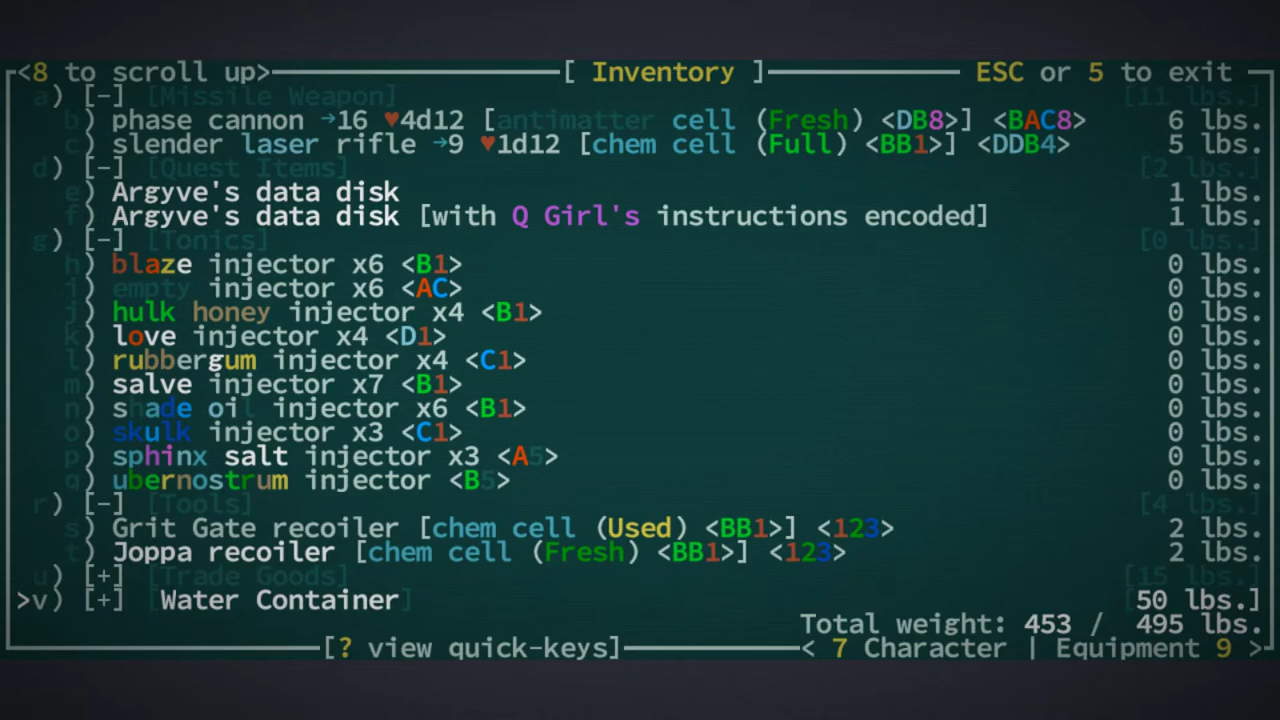 <8 to scroll up> [ Inventory ] ESC or 5 to exit
a) [-] [Missile Weapon] [11 lbs.]
b) phase cannon →16 ♥4d12 [antimatter cell (Fresh) <DB8>] <BAC8> 6 lbs.
c) slender laser rifle →9 ♥1d12 [chem cell (Full) <BB1>] <DDB4> 5 lbs.
d) [-] [Quest Items] [2 lbs.]
e) Argyve's data disk 1 lbs.
f) Argyve's data disk [with Q Girl's instructions encoded] 1 lbs.
g) [-] [Tonics] [0 lbs.]
h) blaze injector x6 <B1> 0 lbs.
i) empty injector x6 <AC> 0 lbs.
j) hulk honey injector x4 <B1> 0 lbs.
k) love injector x4 <D1> 0 lbs.
l) rubbergum injector x4 <C1> 0 lbs.
m) salve injector x7 <B1> 0 lbs.
n) shade oil injector x6 <B1> 0 lbs.
o) skulk injector x3 <C1> 0 lbs.
p) sphinx salt injector x3 <A5> 0 lbs.
q) ubernostrum injector <B5> 0 lbs.
r) [-] [Tools] [4 lbs.]
s) Grit Gate recoiler [chem cell (Used) <BB1>] <123> 2 lbs.
t) Joppa recoiler [chem cell (Fresh) <BB1>] <123> 2 lbs.
u) [+] [Trade Goods] [15 lbs.]
>v) [+] [Water Container] [50 lbs.]
Total weight: 453 / 495 lbs.
[? view quick-keys] < 7 Character | Equipment 9 >